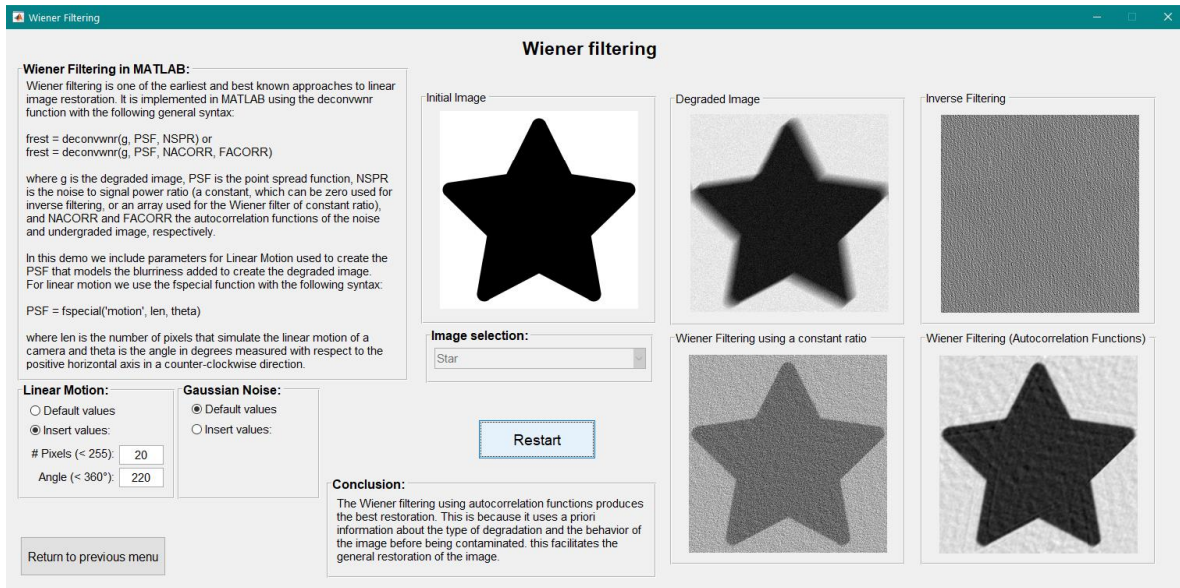 Wiener Filtering
Wiener filtering
Wiener Filtering in MATLAB:
Wiener filtering is one of the earliest and best known approaches to linear
image restoration. It is implemented in MATLAB using the deconvwnr
function with the following general syntax:
frest = deconvwnr(g, PSF, NSPR) or
frest = deconvwnr(g, PSF, NACORR, FACORR)
where g is the degraded image, PSF is the point spread function, NSPR
is the noise to signal power ratio (a constant, which can be zero used for
inverse filtering, or an array used for the Wiener filter of constant ratio),
and NACORR and FACORR the autocorrelation functions of the noise
and undergraded image, respectively.
In this demo we include parameters for Linear Motion used to create the
PSF that models the blurriness added to create the degraded image.
For linear motion we use the fspecial function with the following syntax:
PSF = fspecial('motion', len, theta)
where len is the number of pixels that simulate the linear motion of a
camera and theta is the angle in degrees measured with respect to the
positive horizontal axis in a counter-clockwise direction.
Linear Motion:
Default values
Insert values:
# Pixels (< 255): 20
Angle (< 360°): 220
Gaussian Noise:
Default values
Insert values:
Return to previous menu
Initial Image
Image selection:
Star
Restart
Conclusion:
The Wiener filtering using autocorrelation functions produces
the best restoration. This is because it uses a priori
information about the type of degradation and the behavior of
the image before being contaminated. this facilitates the
general restoration of the image.
Degraded Image
Inverse Filtering
Wiener Filtering using a constant ratio
Wiener Filtering (Autocorrelation Functions)